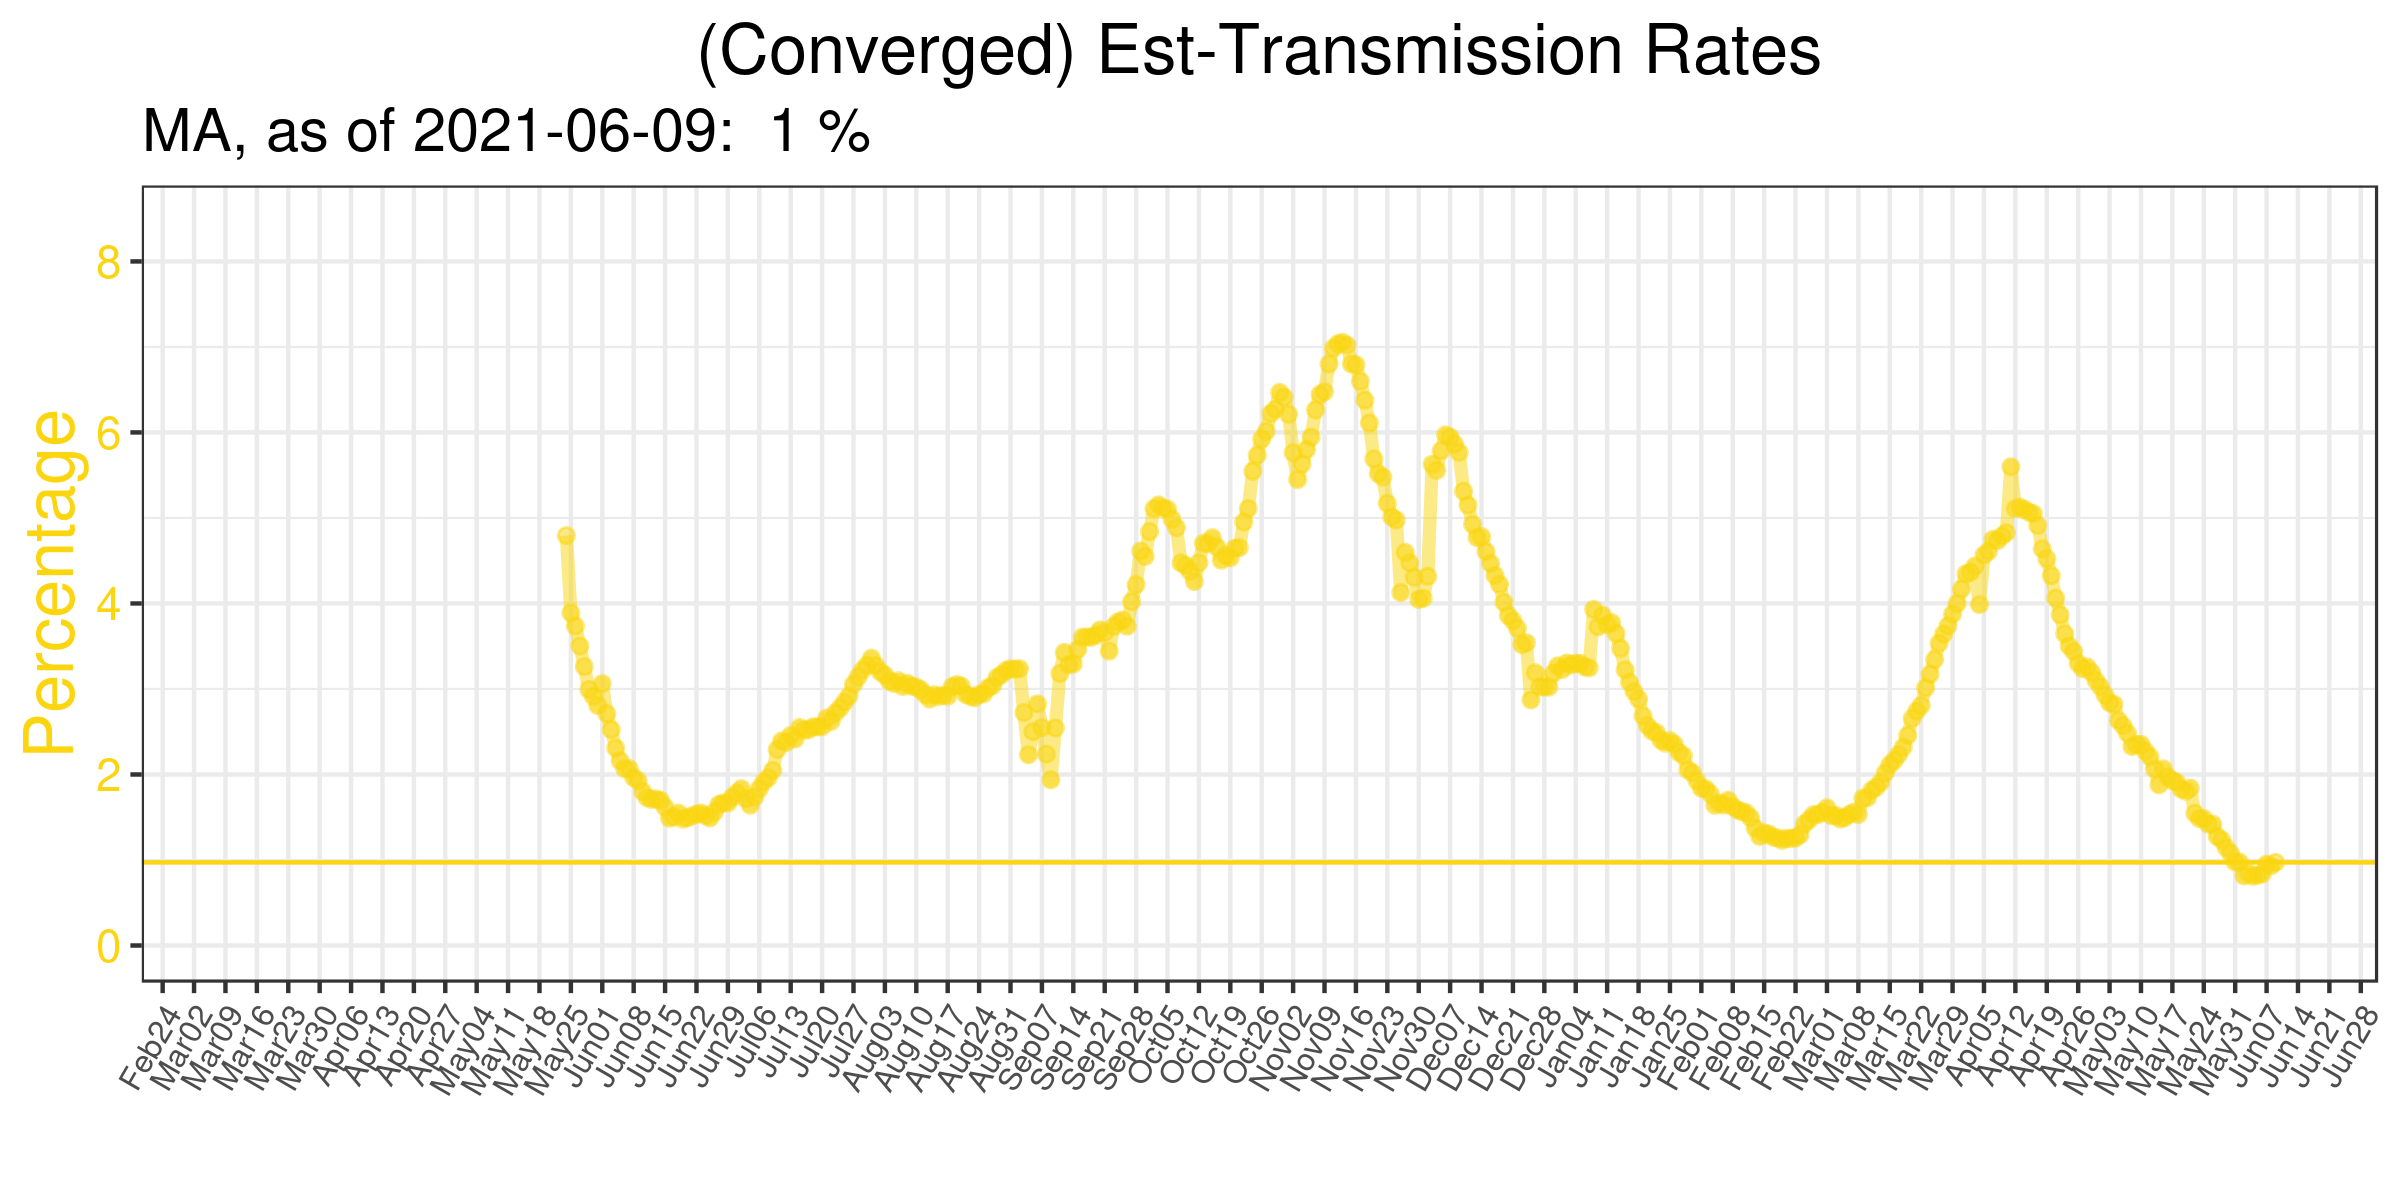 (Converged) Est-Transmission Rates
MA, as of 2021-06-09:  1 %
Percentage
8
6
4
2
0
Feb24
Mar02
Mar09
Mar16
Mar23
Mar30
Apr06
Apr13
Apr20
Apr27
May04
May11
May18
May25
Jun01
Jun08
Jun15
Jun22
Jun29
Jul06
Jul13
Jul20
Jul27
Aug03
Aug10
Aug17
Aug24
Aug31
Sep07
Sep14
Sep21
Sep28
Oct05
Oct12
Oct19
Oct26
Nov02
Nov09
Nov16
Nov23
Nov30
Dec07
Dec14
Dec21
Dec28
Jan04
Jan11
Jan18
Jan25
Feb01
Feb08
Feb15
Feb22
Mar01
Mar08
Mar15
Mar22
Mar29
Apr05
Apr12
Apr19
Apr26
May03
May10
May17
May24
May31
Jun07
Jun14
Jun21
Jun28